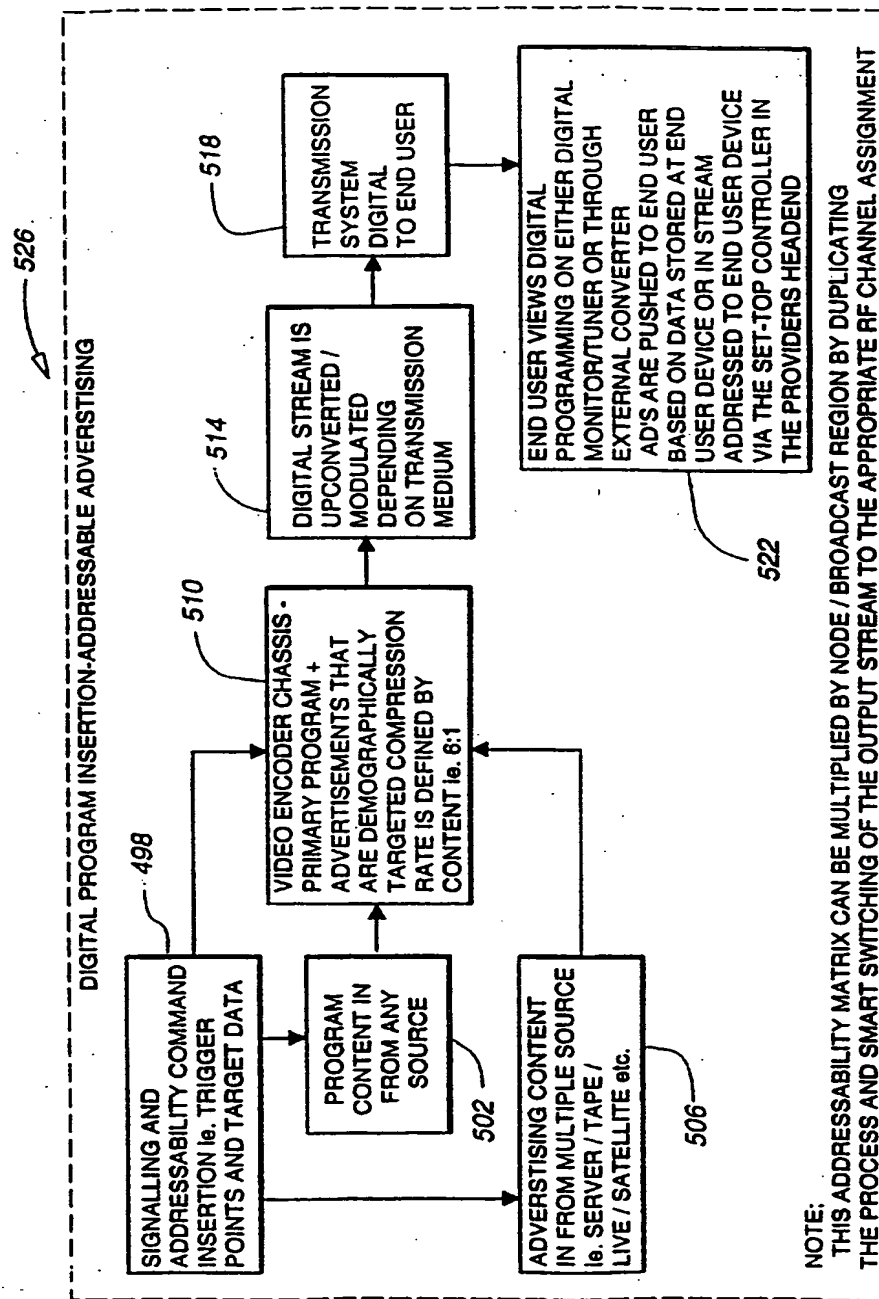 526
DIGITAL PROGRAM INSERTION-ADDRESSABLE ADVERSTISING
SIGNALLING AND
ADDRESSABILITY COMMAND
INSERTION ie. TRIGGER
POINTS AND TARGET DATA
498
PROGRAM
CONTENT IN
FROM ANY
SOURCE
502
ADVERSTISING CONTENT
IN FROM MULTIPLE SOURCE
ie. SERVER / TAPE /
LIVE / SATELLITE etc.
506
VIDEO ENCODER CHASSIS -
PRIMARY PROGRAM +
ADVERTISEMENTS THAT
ARE DEMOGRAPHICALLY
TARGETED COMPRESSION
RATE IS DEFINED BY
CONTENT ie. 6:1
510
DIGITAL STREAM IS
UPCONVERTED /
MODULATED
DEPENDING
ON TRANSMISSION
MEDIUM
514
TRANSMISSION
SYSTEM
DIGITAL
TO END USER
518
END USER VIEWS DIGITAL
PROGRAMMING ON EITHER DIGITAL
MONITOR/TUNER OR THROUGH
EXTERNAL CONVERTER
AD'S ARE PUSHED TO END USER
BASED ON DATA STORED AT END
USER DEVICE OR IN STREAM
ADDRESSED TO END USER DEVICE
VIA THE SET-TOP CONTROLLER IN
THE PROVIDERS HEADEND
522
NOTE:
THIS ADDRESSABILITY MATRIX CAN BE MULTIPLIED BY NODE / BROADCAST REGION BY DUPLICATING
THE PROCESS AND SMART SWITCHING OF THE OUTPUT STREAM TO THE APPROPRIATE RF CHANNEL ASSIGNMENT